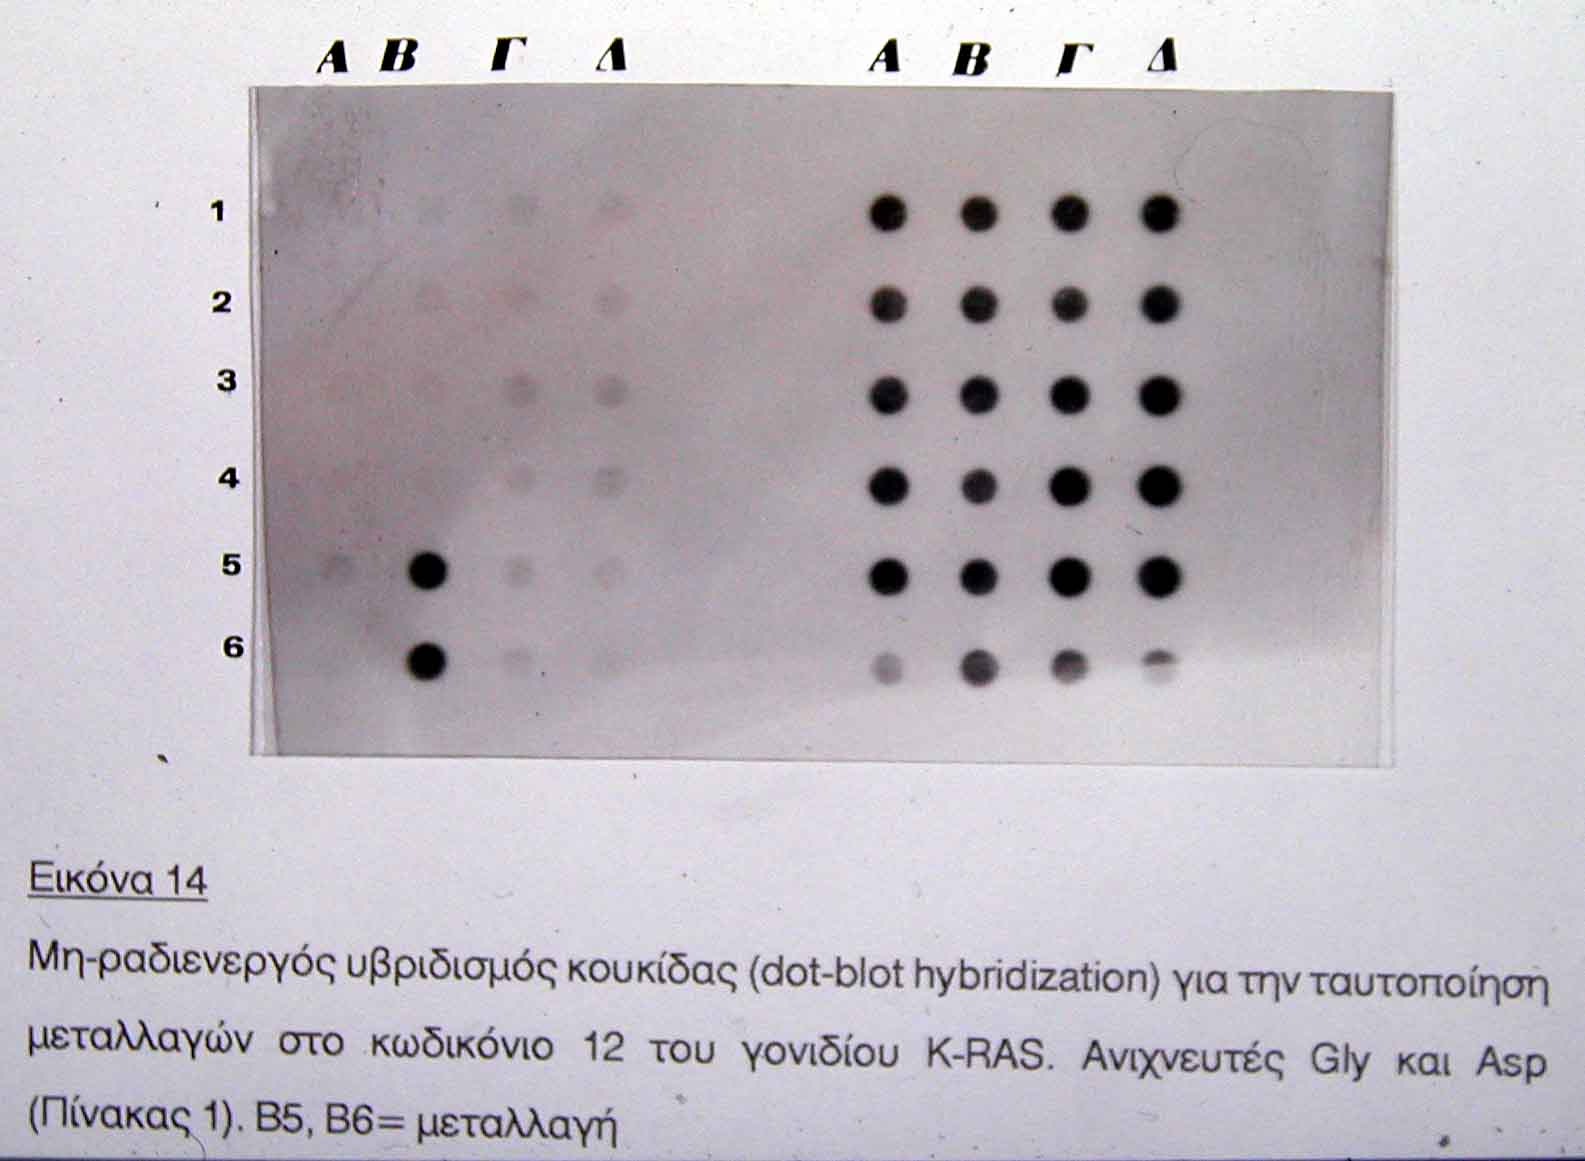 Α Β Γ Δ Α Β Γ Δ
1
2
3
4
5
6
Εικόνα 14
Μη-ραδιενεργός υβριδισμός κουκίδας (dot-blot hybridization) για την ταυτοποίηση
μεταλλαγών στο κωδικόνιο 12 του γονιδίου K-RAS. Ανιχνευτές Gly και Asp
(Πίνακας 1). B5, B6= μεταλλαγή